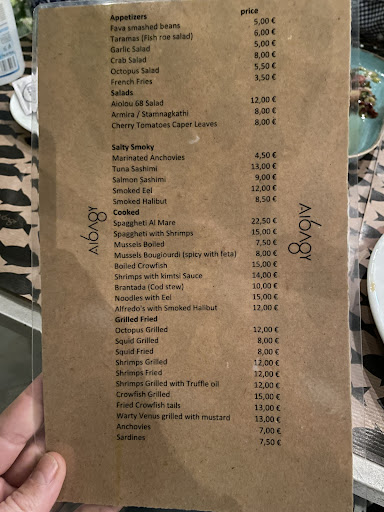 Appetizers price
Fava smashed beans 5,00 €
Taramas (Fish roe salad) 6,00 €
Garlic Salad 5,00 €
Crab Salad 8,00 €
Octopus Salad 5,50 €
French Fries 3,50 €
Salads
Aiolou 68 Salad 12,00 €
Armira / Stamnagkathi 8,00 €
Cherry Tomatoes Caper Leaves 8,00 €
Salty Smoky
Marinated Anchovies 4,50 €
Tuna Sashimi 13,00 €
Salmon Sashimi 9,00 €
Smoked Eel 12,00 €
Smoked Halibut 8,50 €
Cooked
Spaggheti Al Mare 22,50 €
Spaggheti with Shrimps 15,00 €
Mussels Boiled 7,50 €
Mussels Bougiourdi (spicy with feta) 8,00 €
Boiled Crowfish 15,00 €
Shrimps with kimtsi Sauce 14,00 €
Brantada (Cod stew) 10,00 €
Noodles with Eel 15,00 €
Alfredo's with Smoked Halibut 12,00 €
Grilled Fried
Octopus Grilled 12,00 €
Squid Grilled 8,00 €
Squid Fried 8,00 €
Shrimps Grilled 12,00 €
Shrimps Fried 12,00 €
Shrimps Grilled with Truffle oil 12,00 €
Crowfish Grilled 15,00 €
Fried Crowfish tails 13,00 €
Warty Venus grilled with mustard 13,00 €
Anchovies 7,00 €
Sardines 7,50 €